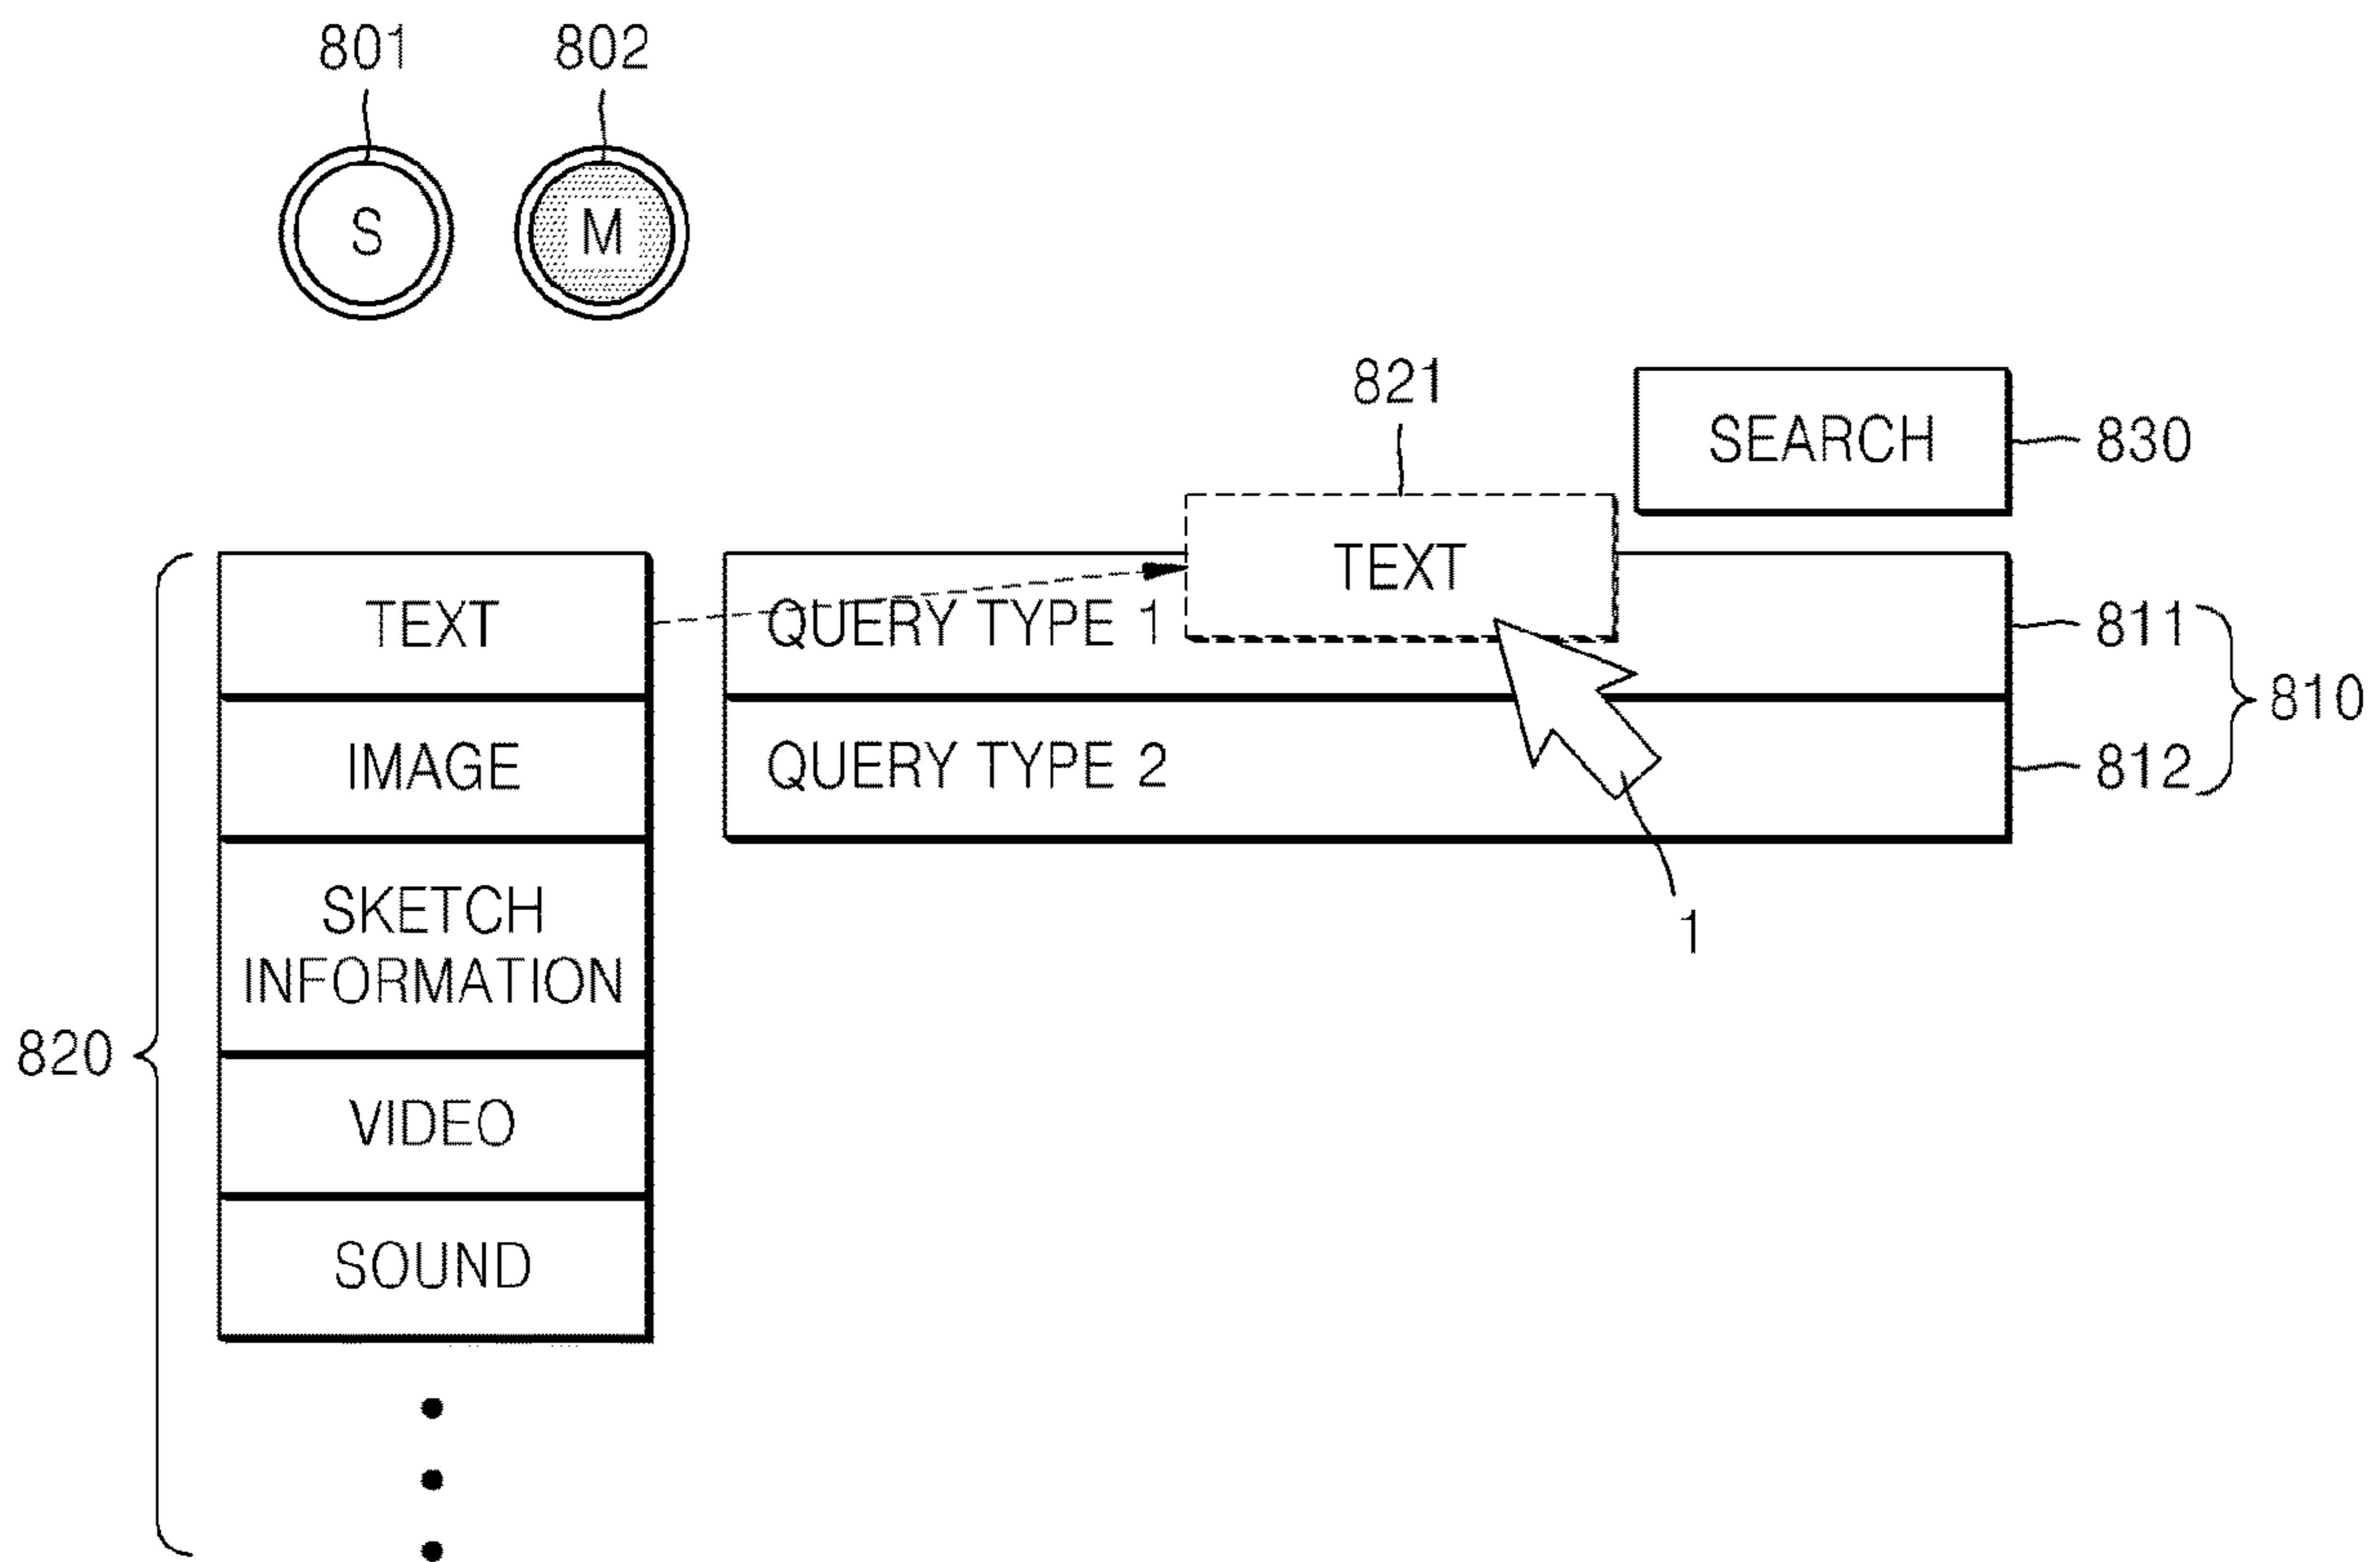 801 802
S M
821
SEARCH 830
TEXT
TEXT QUERY TYPE 1 811
810
IMAGE QUERY TYPE 2 812
SKETCH
1
INFORMATION
820
VIDEO
SOUND